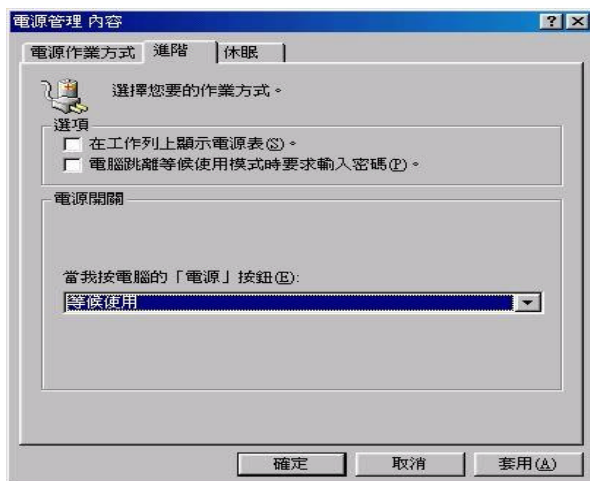 電源管理 內容
電源作業方式 進階 休眠
選擇您要的作業方式。
選項
在工作列上顯示電源表(S)。
電腦跳離等候使用模式時要求輸入密碼(P)。
電源開關
當我按電腦的「電源」按鈕(E):
等候使用
確定 取消 套用(A)